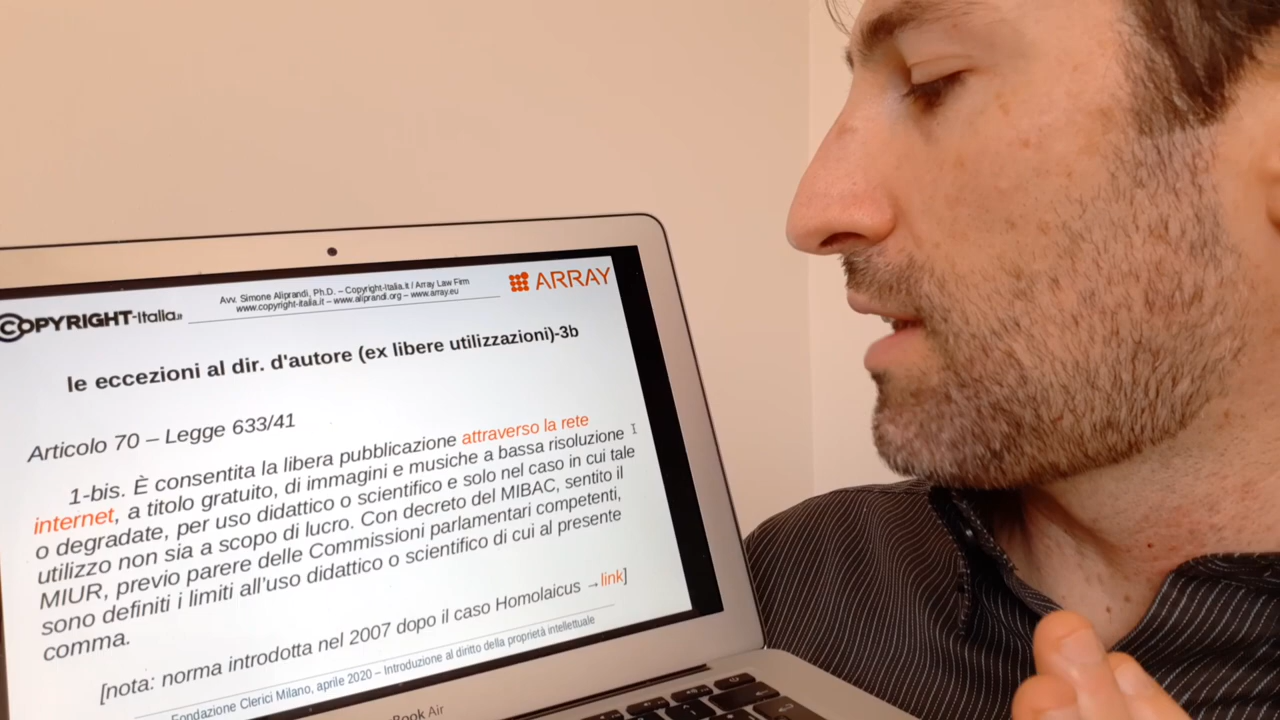 COPYRIGHT-Italia.it
Avv. Simone Aliprandi, Ph.D. – Copyright-Italia.it / Array Law Firm
www.copyright-italia.it – www.aliprandi.org – www.array.eu
ARRAY
le eccezioni al dir. d'autore (ex libere utilizzazioni)-3b
Articolo 70 – Legge 633/41
1-bis. È consentita la libera pubblicazione attraverso la rete
internet, a titolo gratuito, di immagini e musiche a bassa risoluzione
o degradate, per uso didattico o scientifico e solo nel caso in cui tale
utilizzo non sia a scopo di lucro. Con decreto del MIBAC, sentito il
MIUR, previo parere delle Commissioni parlamentari competenti,
sono definiti i limiti all'uso didattico o scientifico di cui al presente
comma.
[nota: norma introdotta nel 2007 dopo il caso Homolaicus →link]
Fondazione Clerici Milano, aprile 2020 – Introduzione al diritto della proprietà intellettuale
Book Air